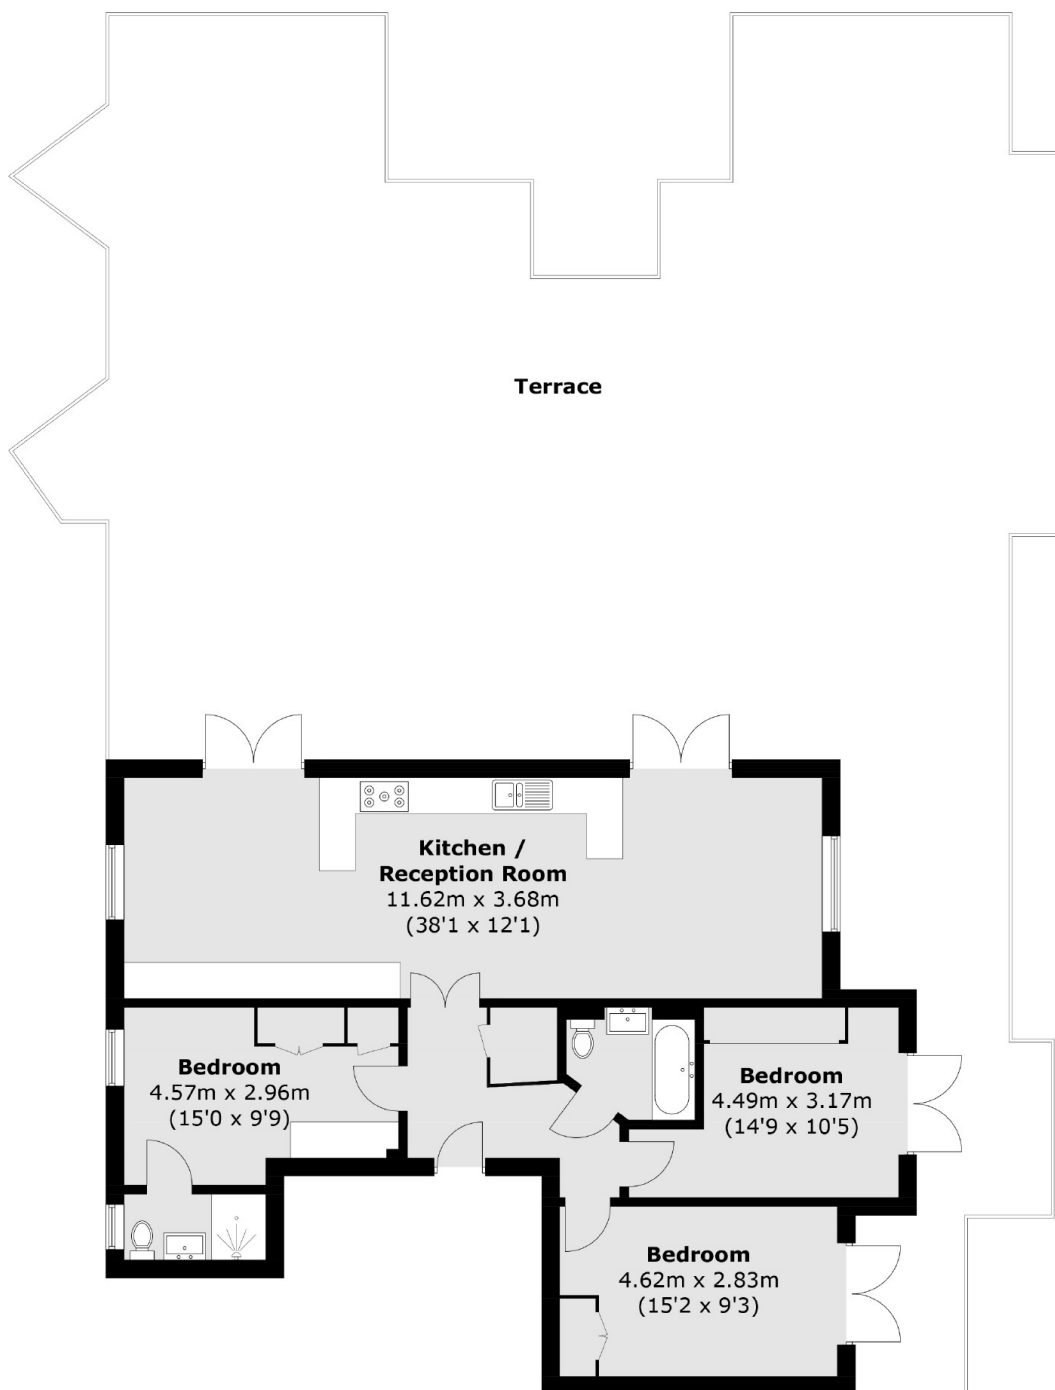 Terrace
Kitchen /
Reception Room
11.62m x 3.68m
(38'1 x 12'1)
Bedroom
4.57m x 2.96m
(15'0 x 9'9)
Bedroom
4.49m x 3.17m
(14'9 x 10'5)
Bedroom
4.62m x 2.83m
(15'2 x 9'3)